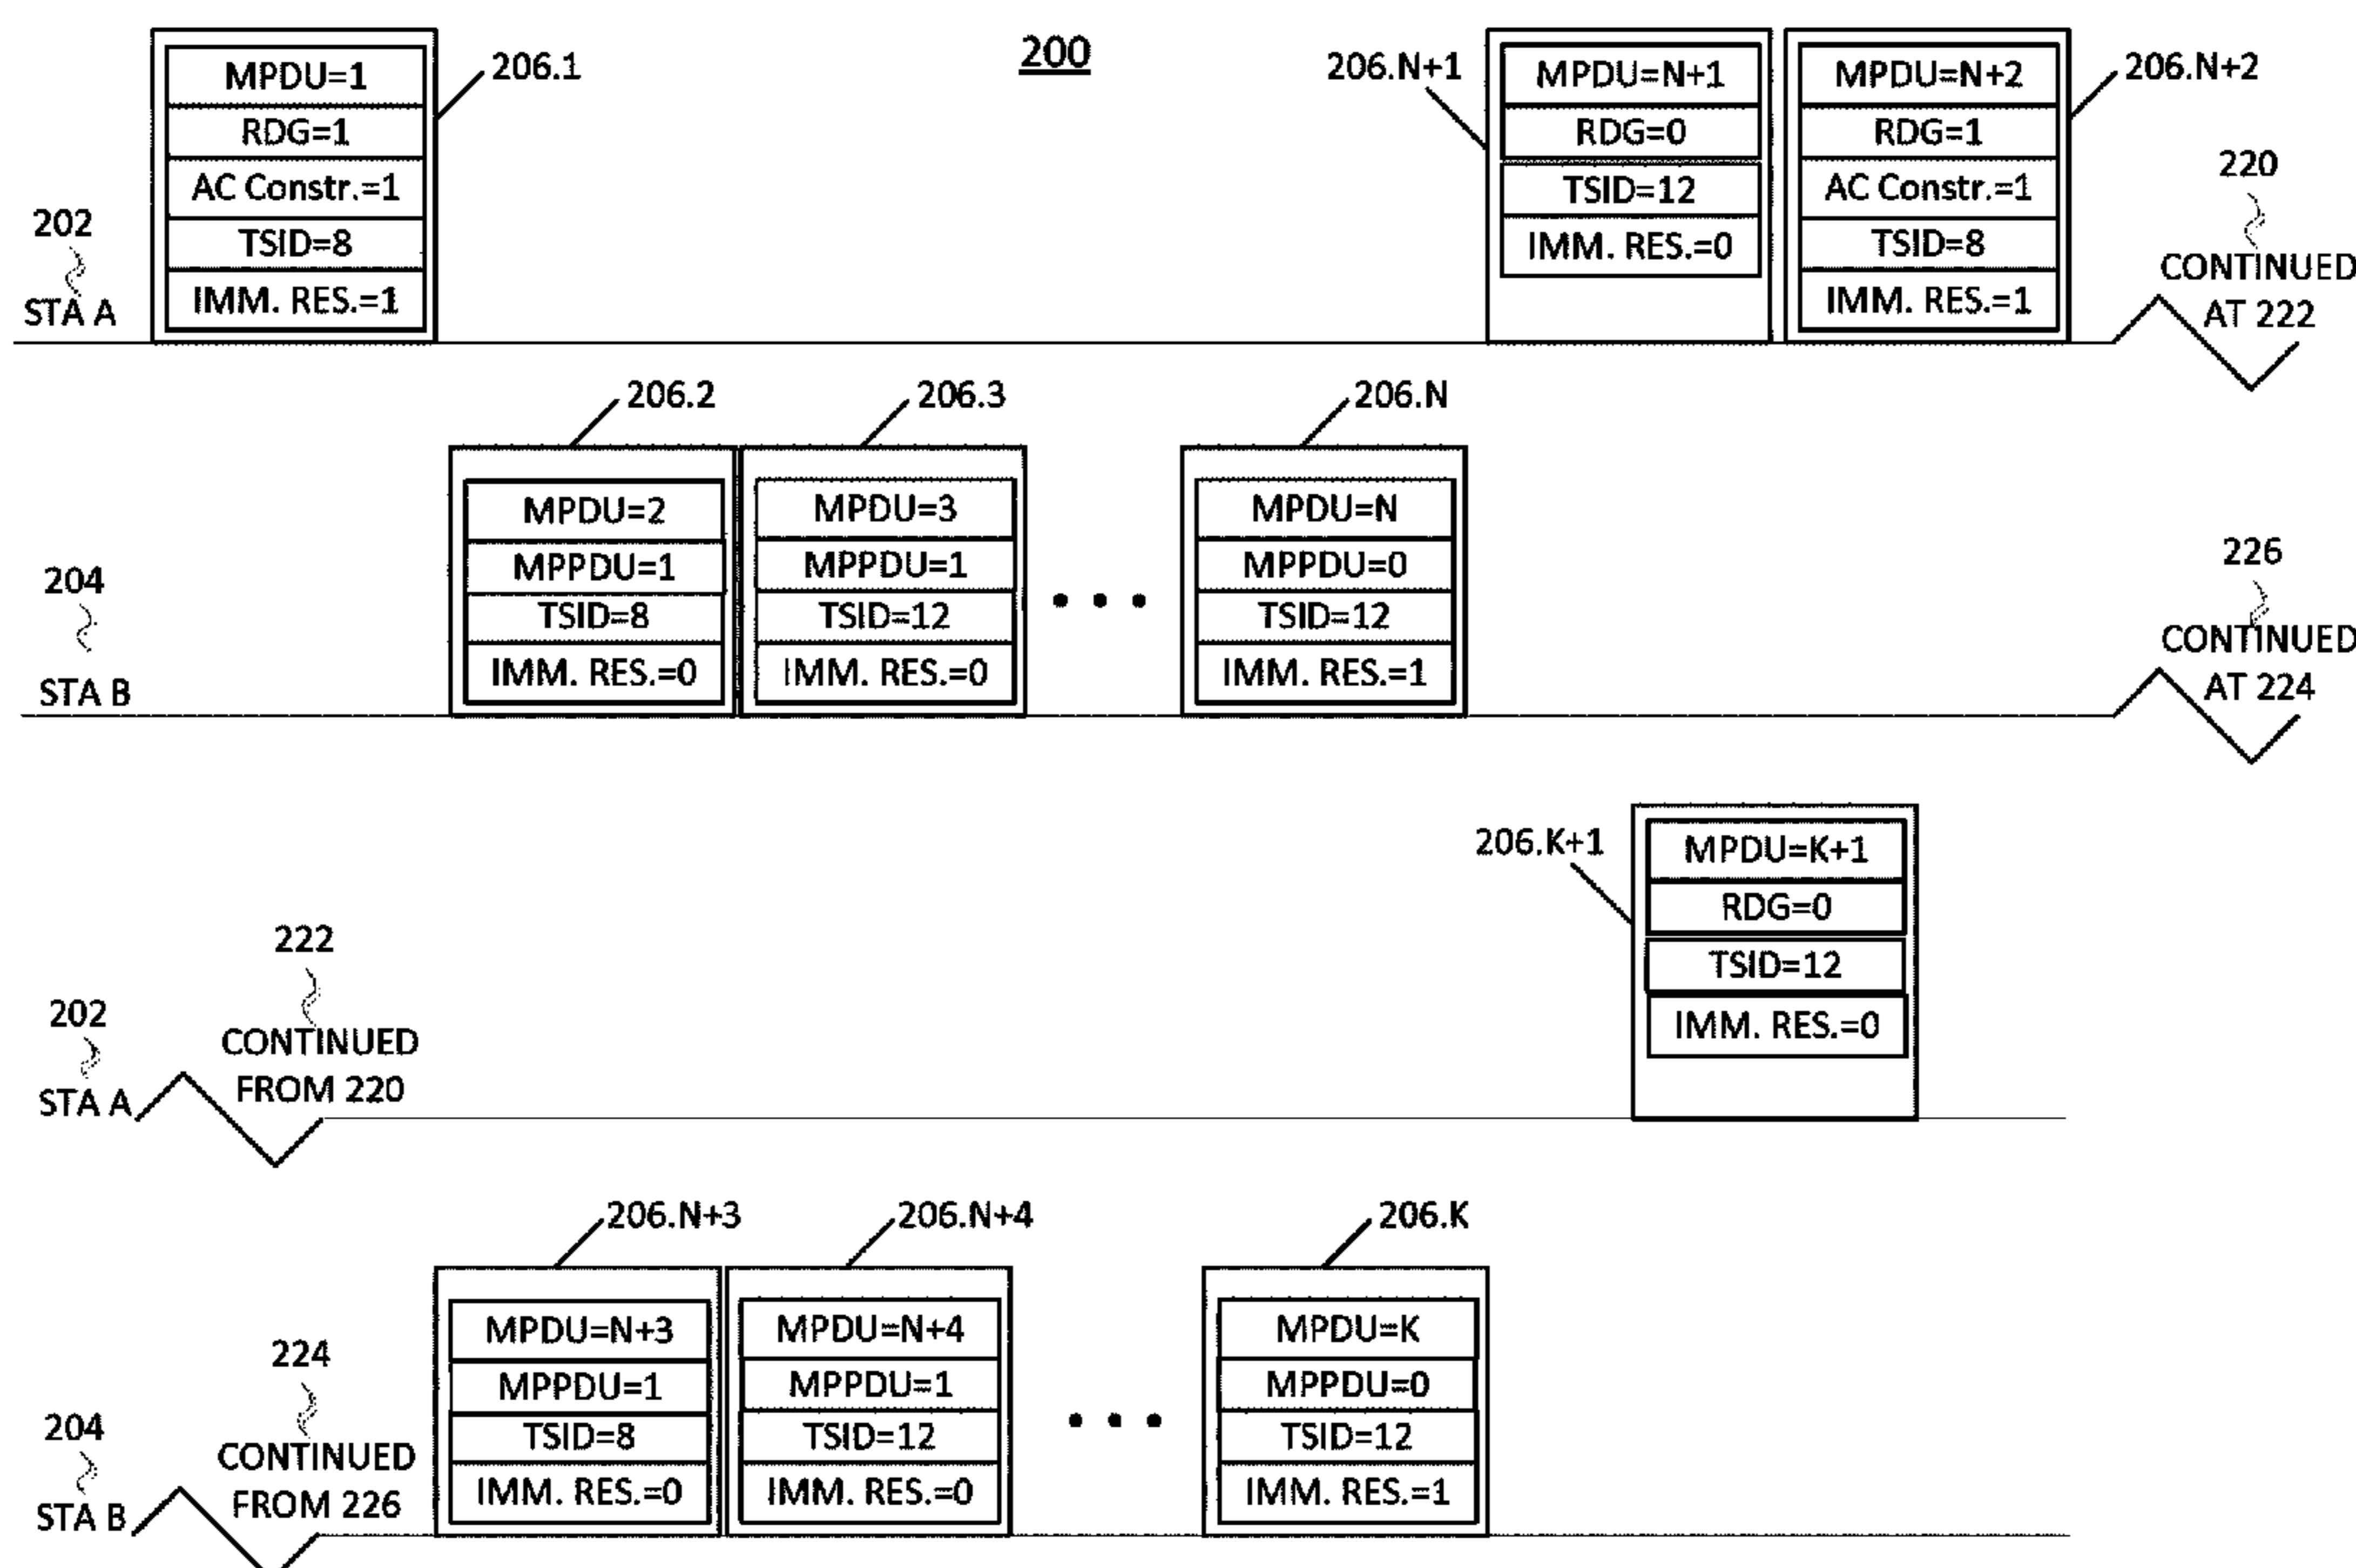 200
206.1
MPDU=1
RDG=1
AC Constr.=1
TSID=8
IMM. RES.=1
206.N+1
MPDU=N+1
RDG=0
TSID=12
IMM. RES.=0
206.N+2
MPDU=N+2
RDG=1
AC Constr.=1
TSID=8
IMM. RES.=1
202
STA A
220
CONTINUED
AT 222
206.2
MPDU=2
MPPDU=1
TSID=8
IMM. RES.=0
206.3
MPDU=3
MPPDU=1
TSID=12
IMM. RES.=0
206.N
MPDU=N
MPPDU=0
TSID=12
IMM. RES.=1
204
STA B
226
CONTINUED
AT 224
206.K+1
MPDU=K+1
RDG=0
TSID=12
IMM. RES.=0
202
STA A
222
CONTINUED
FROM 220
206.N+3
MPDU=N+3
MPPDU=1
TSID=8
IMM. RES.=0
206.N+4
MPDU=N+4
MPPDU=1
TSID=12
IMM. RES.=0
206.K
MPDU=K
MPPDU=0
TSID=12
IMM. RES.=1
204
STA B
224
CONTINUED
FROM 226